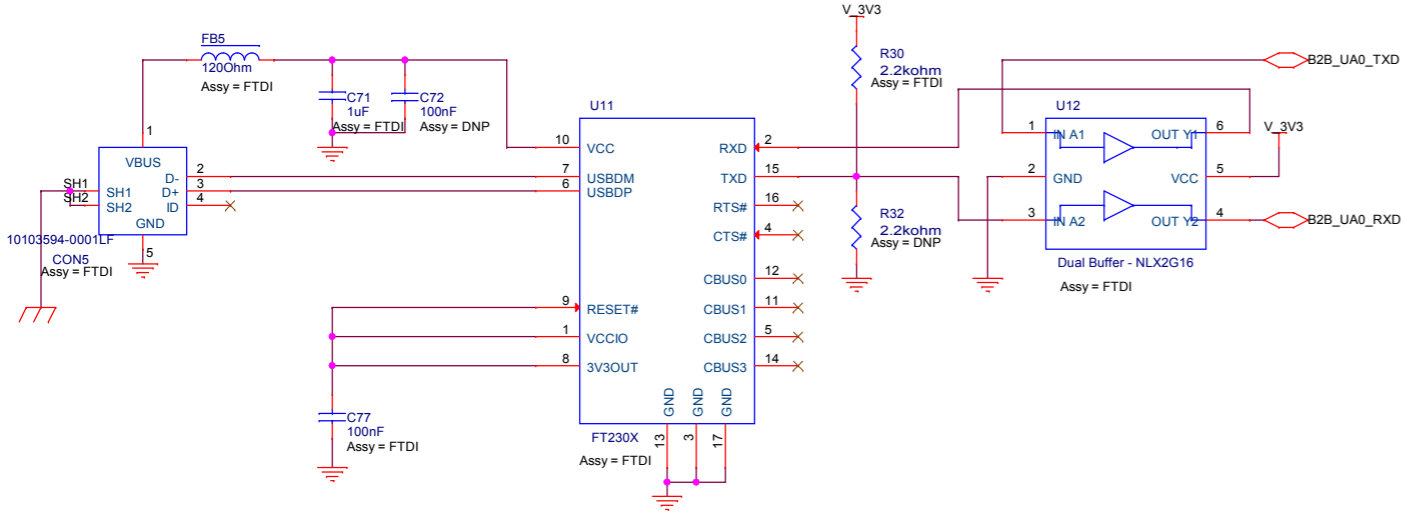 FB5
120Ohm
Assy = FTDI
C71
1uF
Assy = FTDI
C72
100nF
Assy = DNP
1
VBUS
D-
2
D+
3
ID
4
SH1
SH1
SH2
SH2
GND
5
10103594-0001LF
CON5
Assy = FTDI
U11
10
VCC
7
USBDM
6
USBDP
9
RESET#
1
VCCIO
8
3V3OUT
RXD
2
TXD
15
RTS#
16
CTS#
4
CBUS0
12
CBUS1
11
CBUS2
5
CBUS3
14
GND
GND
GND
13
3
17
FT230X
Assy = FTDI
C77
100nF
Assy = FTDI
V_3V3
R30
2.2kohm
Assy = FTDI
R32
2.2kohm
Assy = DNP
U12
1
IN A1
OUT Y1
6
2
GND
VCC
5
3
IN A2
OUT Y2
4
Dual Buffer - NLX2G16
Assy = FTDI
V_3V3
B2B_UA0_TXD
B2B_UA0_RXD